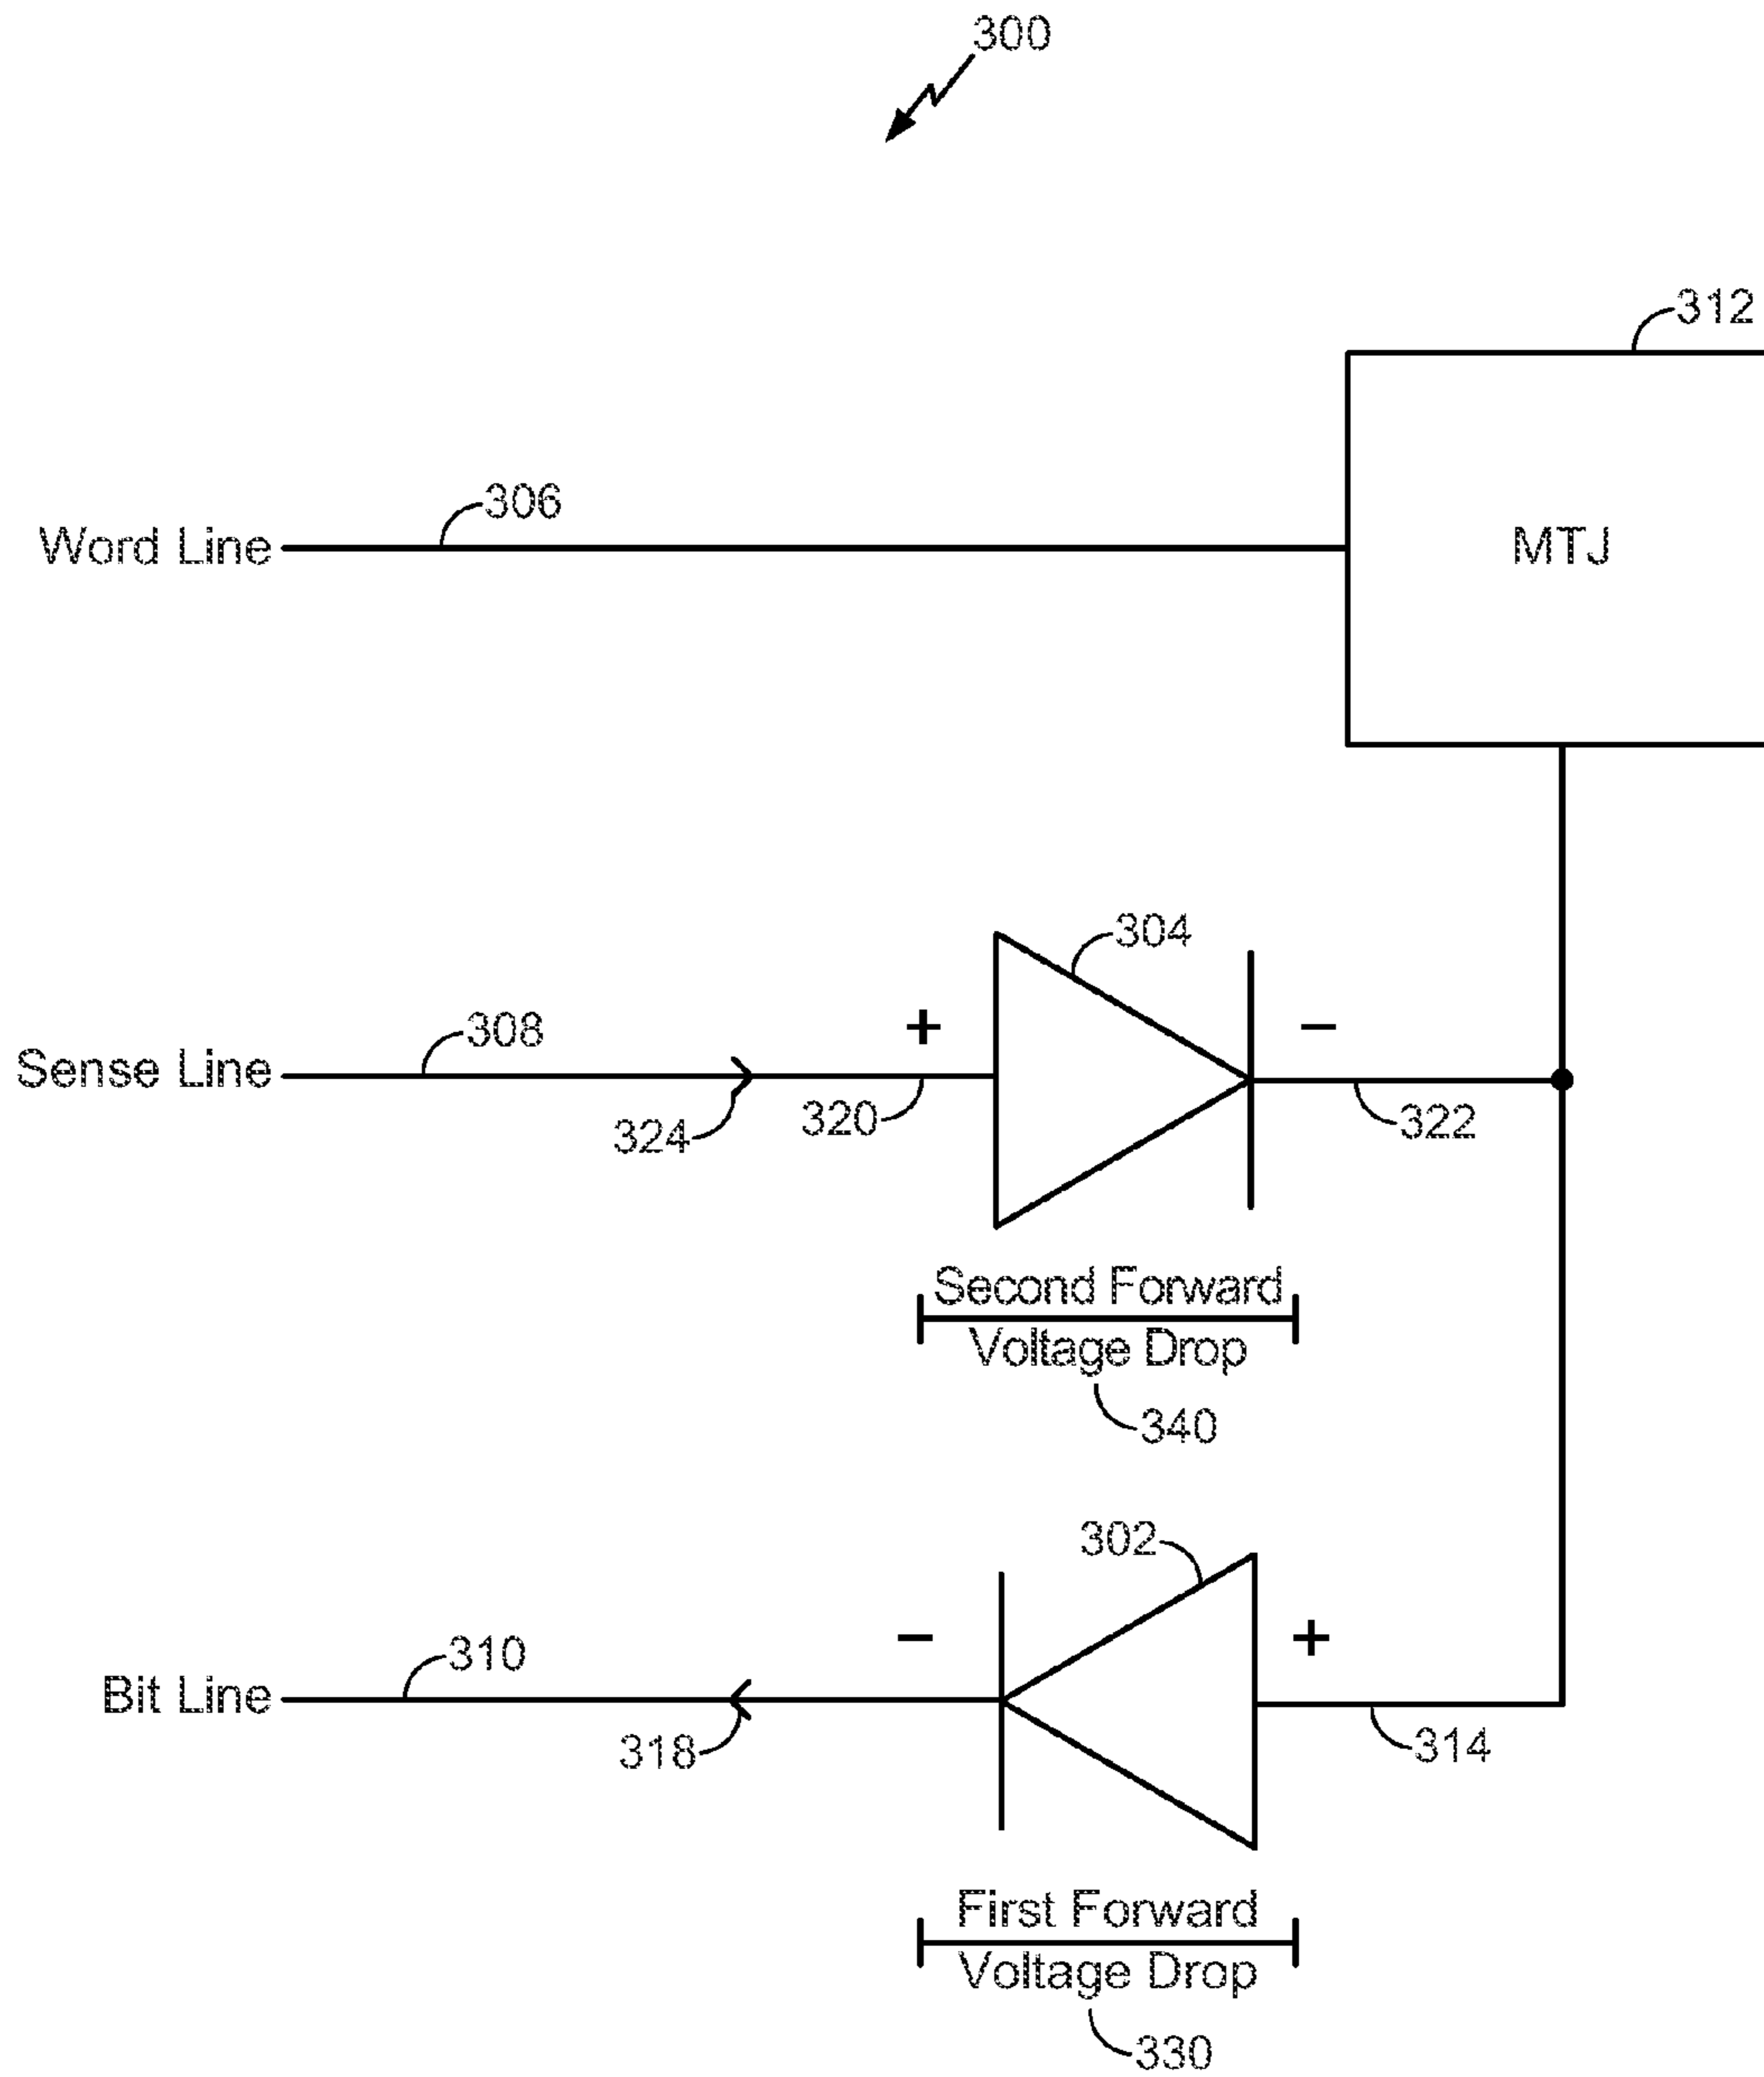 300
312
306
Word Line
MTJ
304
+
−
308
Sense Line
324
320
322
Second Forward
Voltage Drop
340
302
−
+
310
Bit Line
318
314
First Forward
Voltage Drop
330